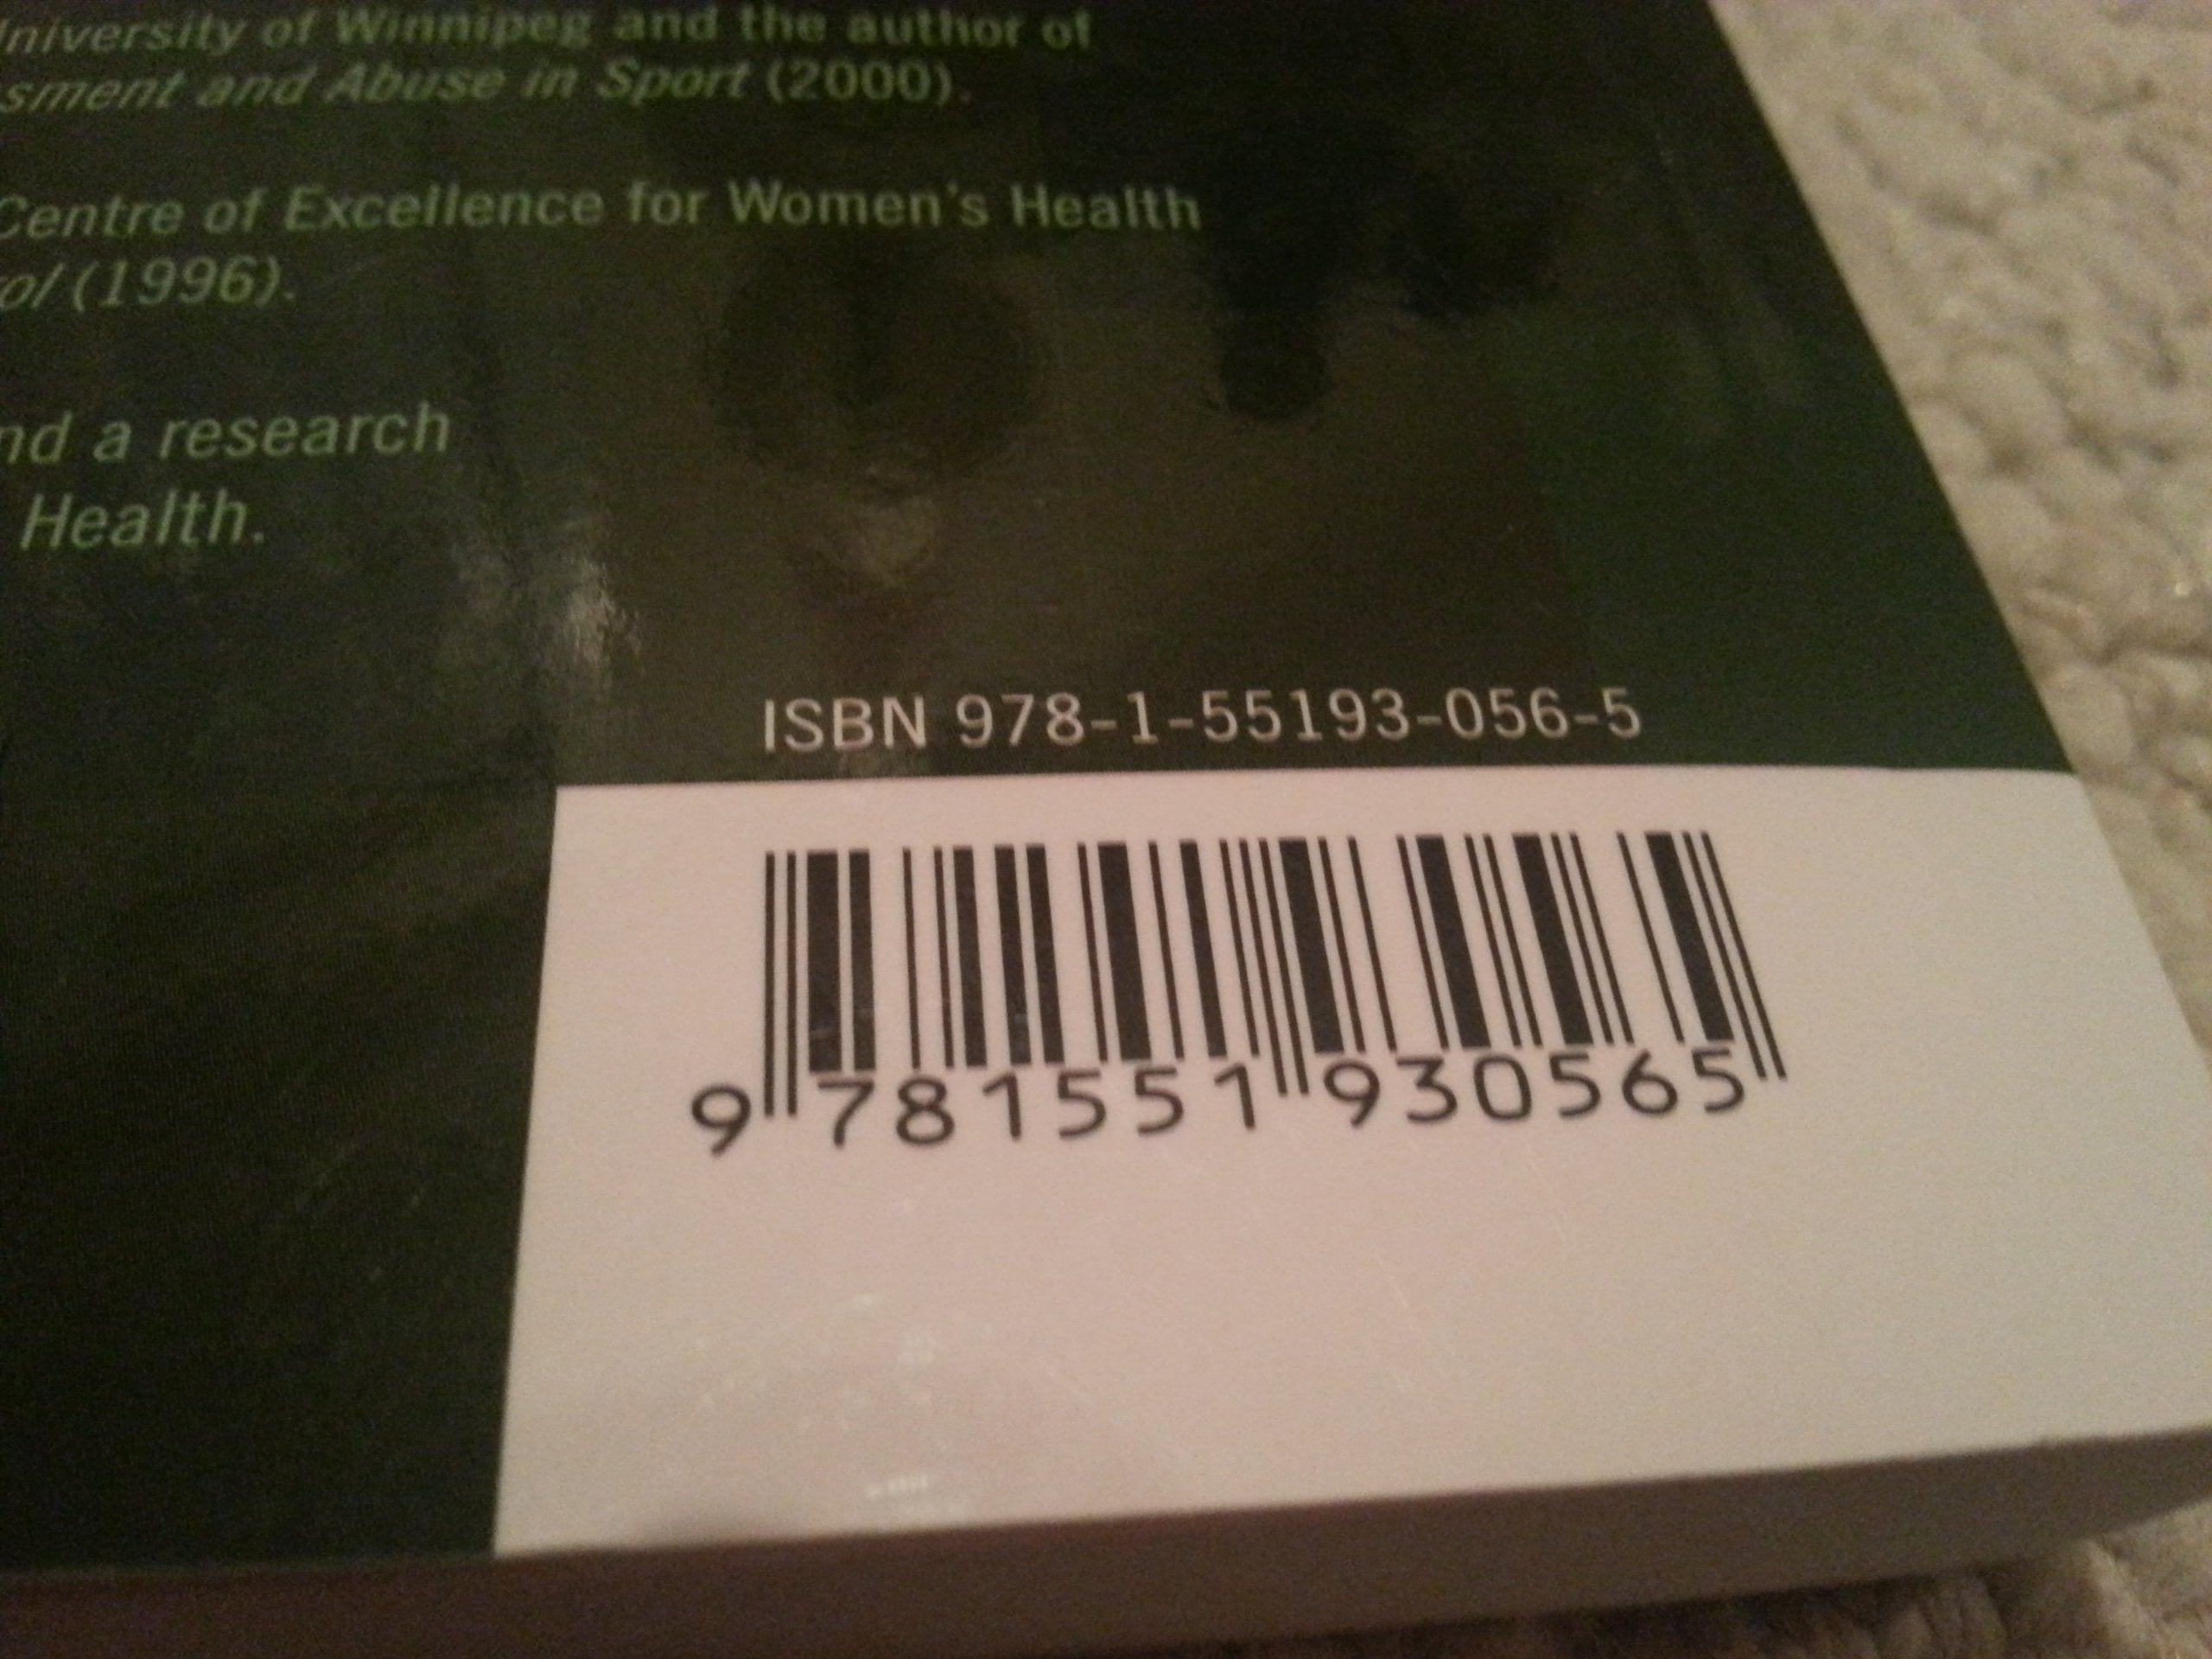 University of Winnipeg and the author of
sment and Abuse in Sport (2000).
Centre of Excellence for Women's Health
ol (1996).
nd a research
Health.
ISBN 978-1-55193-056-5
9 781551 930565